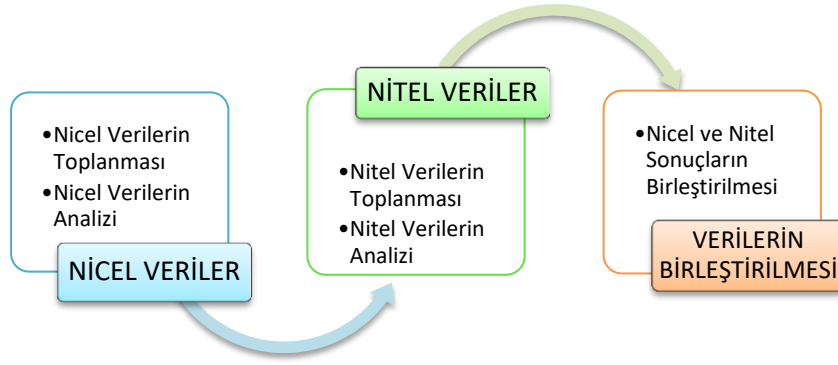 •Nicel Verilerin
Toplanması
•Nicel Verilerin
Analizi
NİCEL VERİLER
NİTEL VERİLER
•Nitel Verilerin
Toplanması
•Nitel Verilerin
Analizi
•Nicel ve Nitel
Sonuçların
Birleştirilmesi
VERİLERİN
BİRLEŞTİRİLMESİ